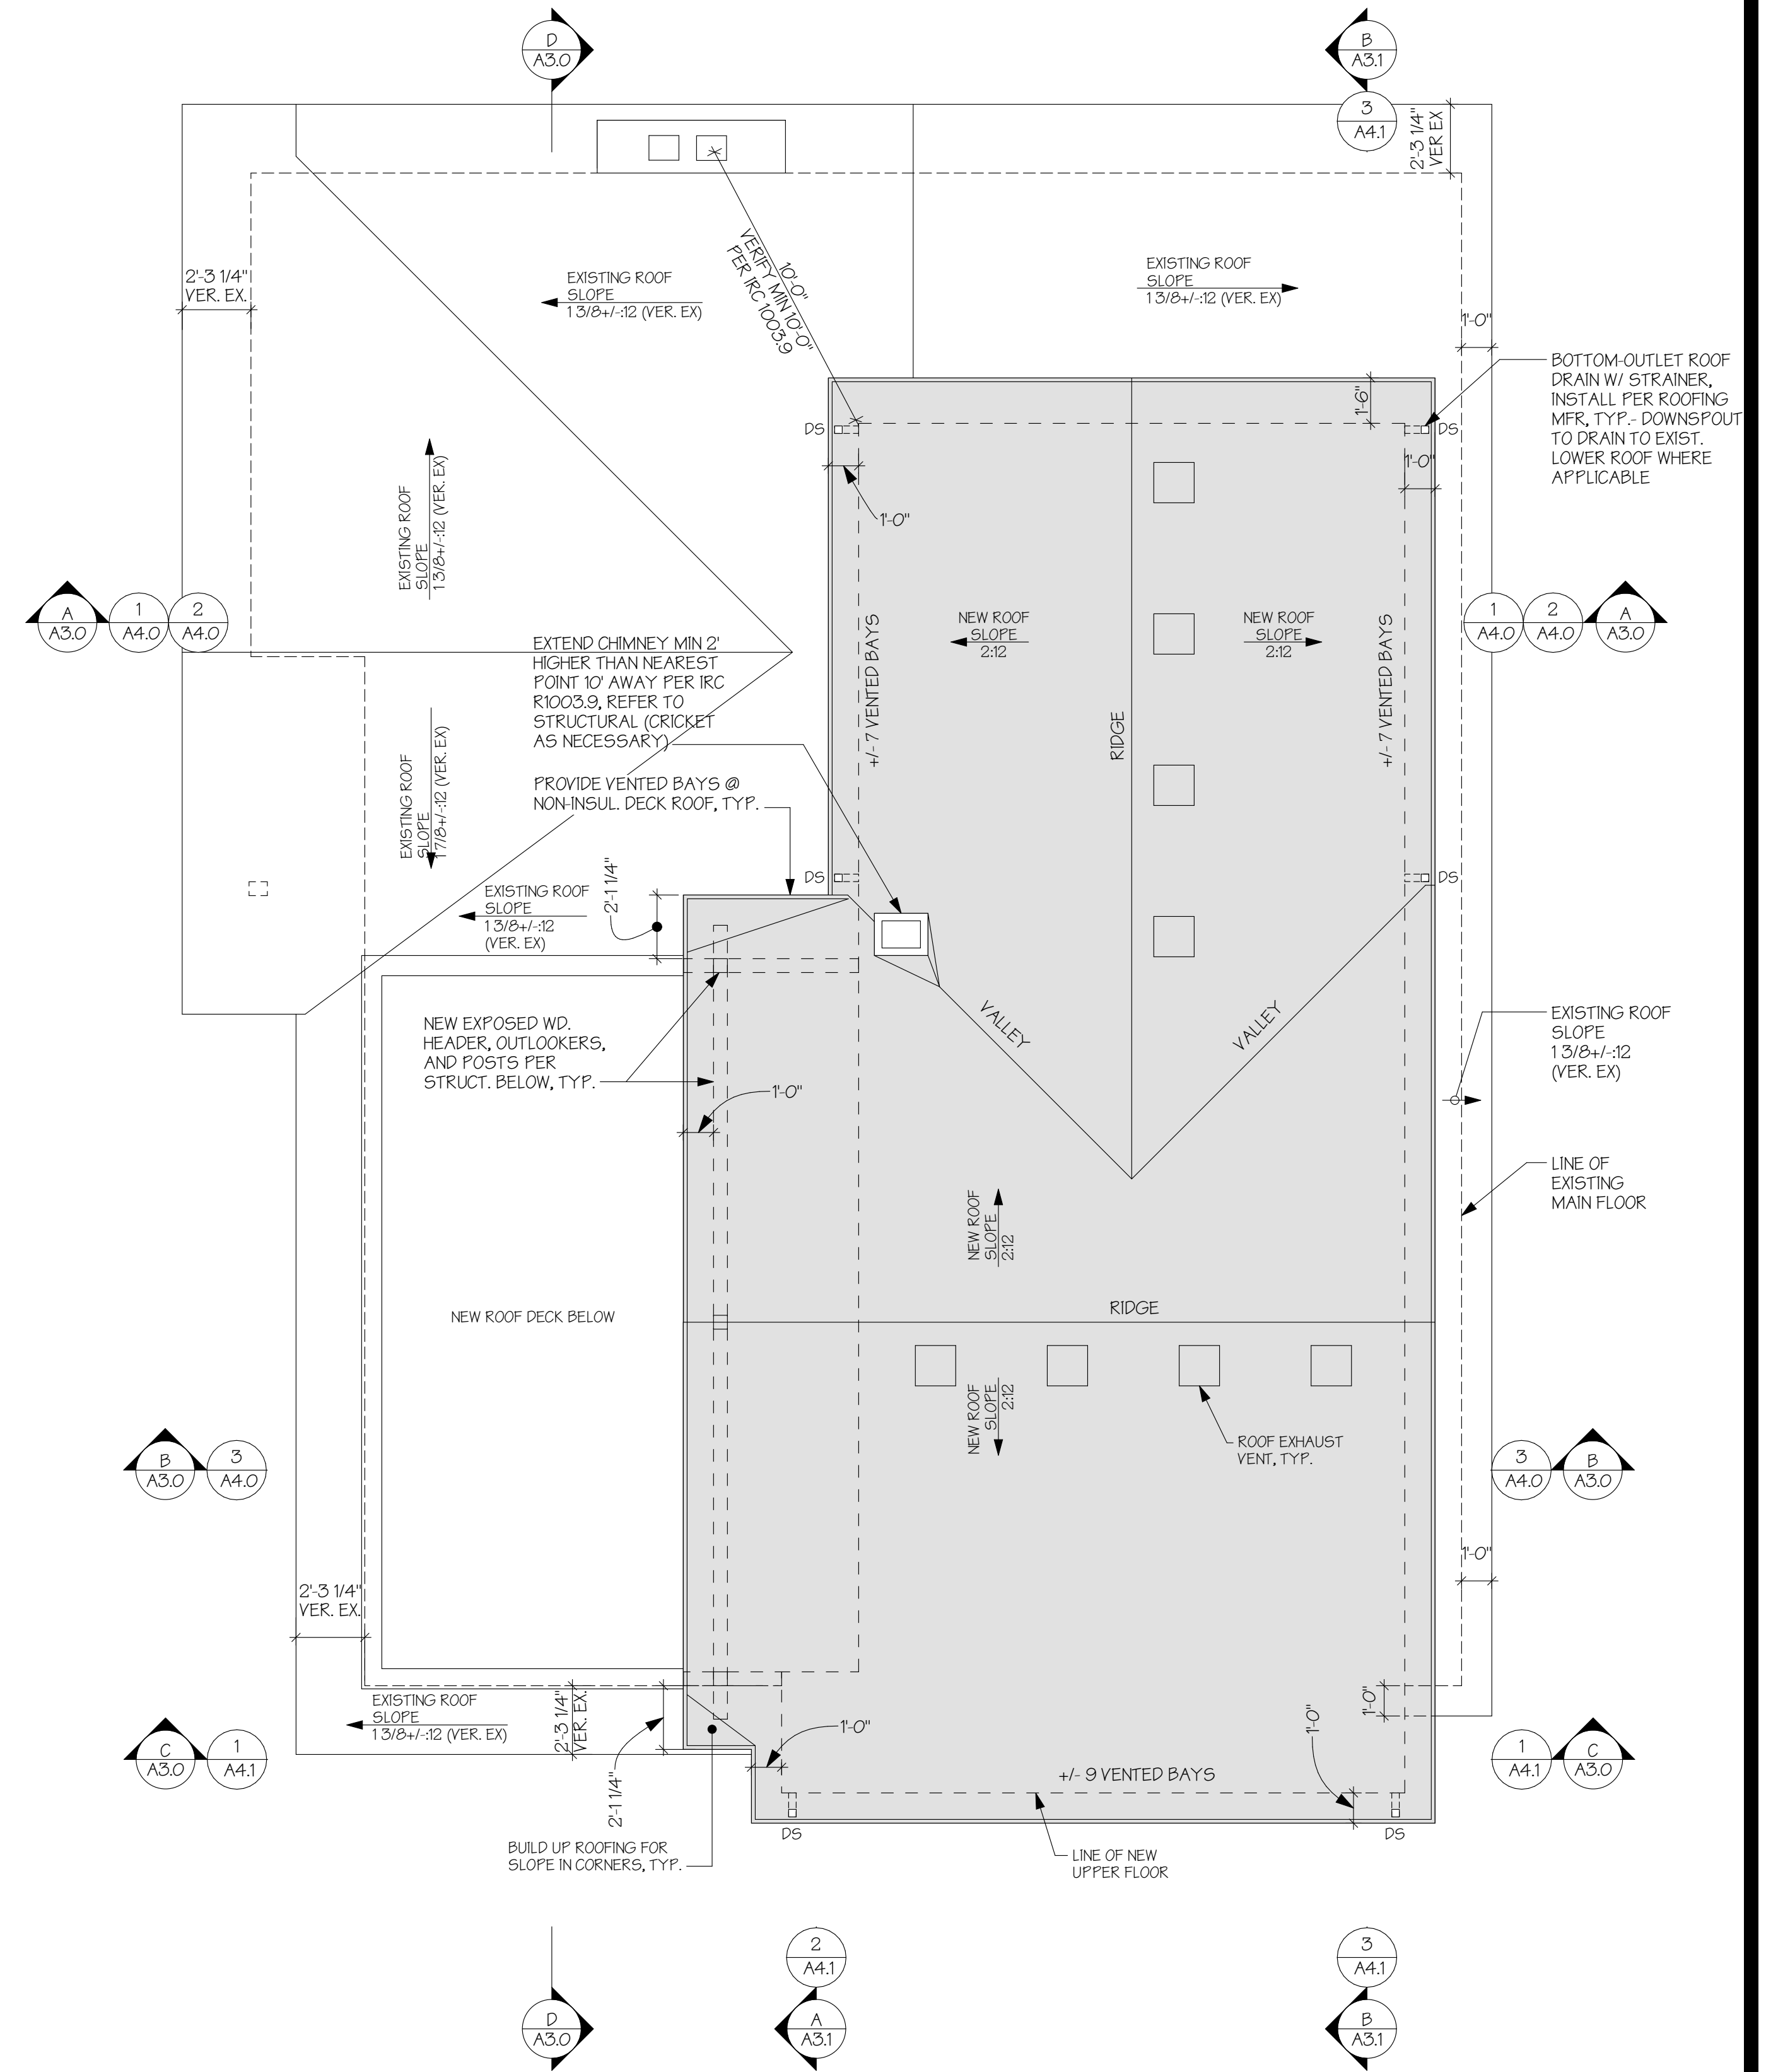 D
A3.0
B
A3.1
3
A4.1
2'-3 1/4"
VER EX
2'-3 1/4"
VER. EX.
EXISTING ROOF
SLOPE
1 3/8+/-:12 (VER. EX)
10'-0"
VERIFY MIN 10'-0"
PER IRC 1003.9
EXISTING ROOF
SLOPE
1 3/8+/-:12 (VER. EX)
1'-0"
BOTTOM-OUTLET ROOF
DRAIN W/ STRAINER,
INSTALL PER ROOFING
MFR, TYP.- DOWNSPOUT
TO DRAIN TO EXIST.
LOWER ROOF WHERE
APPLICABLE
1'-6"
DS
DS
1'-0"
1'-0"
EXISTING ROOF
SLOPE
1 3/8+/-:12 (VER. EX)
A
A3.0
1
A4.0
2
A4.0
NEW ROOF
SLOPE
2:12
NEW ROOF
SLOPE
2:12
1
A4.0
2
A4.0
A
A3.0
+/- 7 VENTED BAYS
+/- 7 VENTED BAYS
RIDGE
EXTEND CHIMNEY MIN 2'
HIGHER THAN NEAREST
POINT 10' AWAY PER IRC
R1003.9, REFER TO
STRUCTURAL (CRICKET
AS NECESSARY)
EXISTING ROOF
SLOPE
1 7/8+/-:12 (VER. EX)
PROVIDE VENTED BAYS @
NON-INSUL. DECK ROOF, TYP.
DS
DS
EXISTING ROOF
SLOPE
1 3/8+/-:12
(VER. EX)
2'-1 1/4"
NEW EXPOSED WD.
HEADER, OUTLOOKERS,
AND POSTS PER
STRUCT. BELOW, TYP.
1'-0"
VALLEY
VALLEY
EXISTING ROOF
SLOPE
1 3/8+/-:12
(VER. EX)
LINE OF
EXISTING
MAIN FLOOR
NEW ROOF
SLOPE
2:12
NEW ROOF DECK BELOW
RIDGE
NEW ROOF
SLOPE
2:12
ROOF EXHAUST
VENT, TYP.
B
A3.0
3
A4.0
3
A4.0
B
A3.0
2'-3 1/4"
VER. EX.
1'-0"
EXISTING ROOF
SLOPE
1 3/8+/-:12 (VER. EX)
2'-3 1/4"
VER. EX.
2'-1 1/4"
1'-0"
1'-0"
1'-0"
C
A3.0
1
A4.1
+/- 9 VENTED BAYS
1
A4.1
C
A3.0
DS
DS
BUILD UP ROOFING FOR
SLOPE IN CORNERS, TYP.
LINE OF NEW
UPPER FLOOR
2
A4.1
3
A4.1
D
A3.0
A
A3.1
B
A3.1